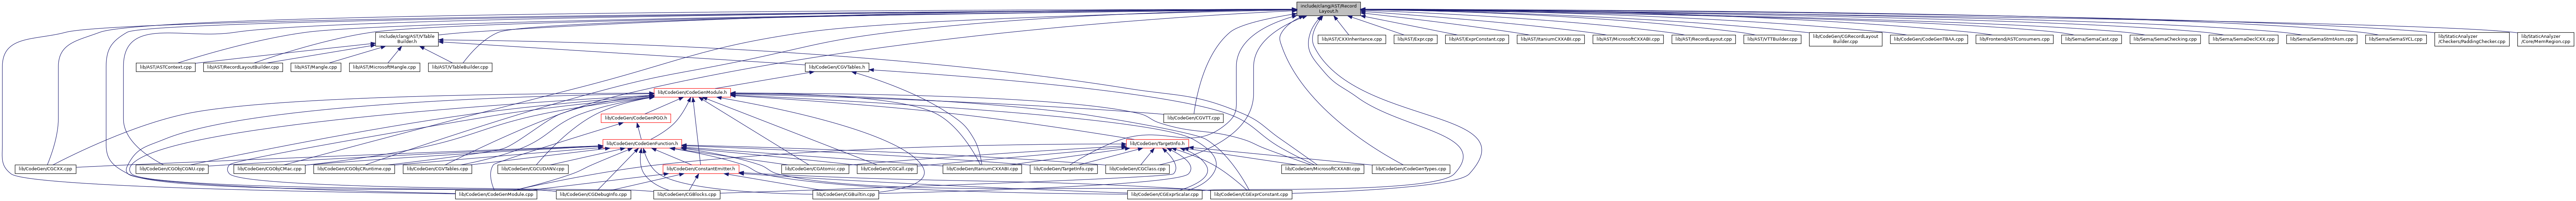 include/clang/AST/Record
Layout.h
include/clang/AST/VTable
Builder.h
lib/AST/CXXInheritance.cpp
lib/AST/Expr.cpp
lib/AST/ExprConstant.cpp
lib/AST/ItaniumCXXABI.cpp
lib/AST/MicrosoftCXXABI.cpp
lib/AST/RecordLayout.cpp
lib/AST/VTTBuilder.cpp
lib/CodeGen/CGRecordLayout
Builder.cpp
lib/CodeGen/CodeGenTBAA.cpp
lib/Frontend/ASTConsumers.cpp
lib/Sema/SemaCast.cpp
lib/Sema/SemaChecking.cpp
lib/Sema/SemaDeclCXX.cpp
lib/Sema/SemaStmtAsm.cpp
lib/Sema/SemaSYCL.cpp
lib/StaticAnalyzer
/Checkers/PaddingChecker.cpp
lib/StaticAnalyzer
/Core/MemRegion.cpp
lib/AST/ASTContext.cpp
lib/AST/RecordLayoutBuilder.cpp
lib/AST/Mangle.cpp
lib/AST/MicrosoftMangle.cpp
lib/AST/VTableBuilder.cpp
lib/CodeGen/CGVTables.h
lib/CodeGen/CodeGenModule.h
lib/CodeGen/CodeGenPGO.h
lib/CodeGen/CGVTT.cpp
lib/CodeGen/CodeGenFunction.h
lib/CodeGen/TargetInfo.h
lib/CodeGen/CGCXX.cpp
lib/CodeGen/CGObjCGNU.cpp
lib/CodeGen/CGObjCMac.cpp
lib/CodeGen/CGObjCRuntime.cpp
lib/CodeGen/CGVTables.cpp
lib/CodeGen/CGCUDANV.cpp
lib/CodeGen/ConstantEmitter.h
lib/CodeGen/CGAtomic.cpp
lib/CodeGen/CGCall.cpp
lib/CodeGen/ItaniumCXXABI.cpp
lib/CodeGen/TargetInfo.cpp
lib/CodeGen/CGClass.cpp
lib/CodeGen/MicrosoftCXXABI.cpp
lib/CodeGen/CodeGenTypes.cpp
lib/CodeGen/CodeGenModule.cpp
lib/CodeGen/CGDebugInfo.cpp
lib/CodeGen/CGBlocks.cpp
lib/CodeGen/CGBuiltin.cpp
lib/CodeGen/CGExprScalar.cpp
lib/CodeGen/CGExprConstant.cpp